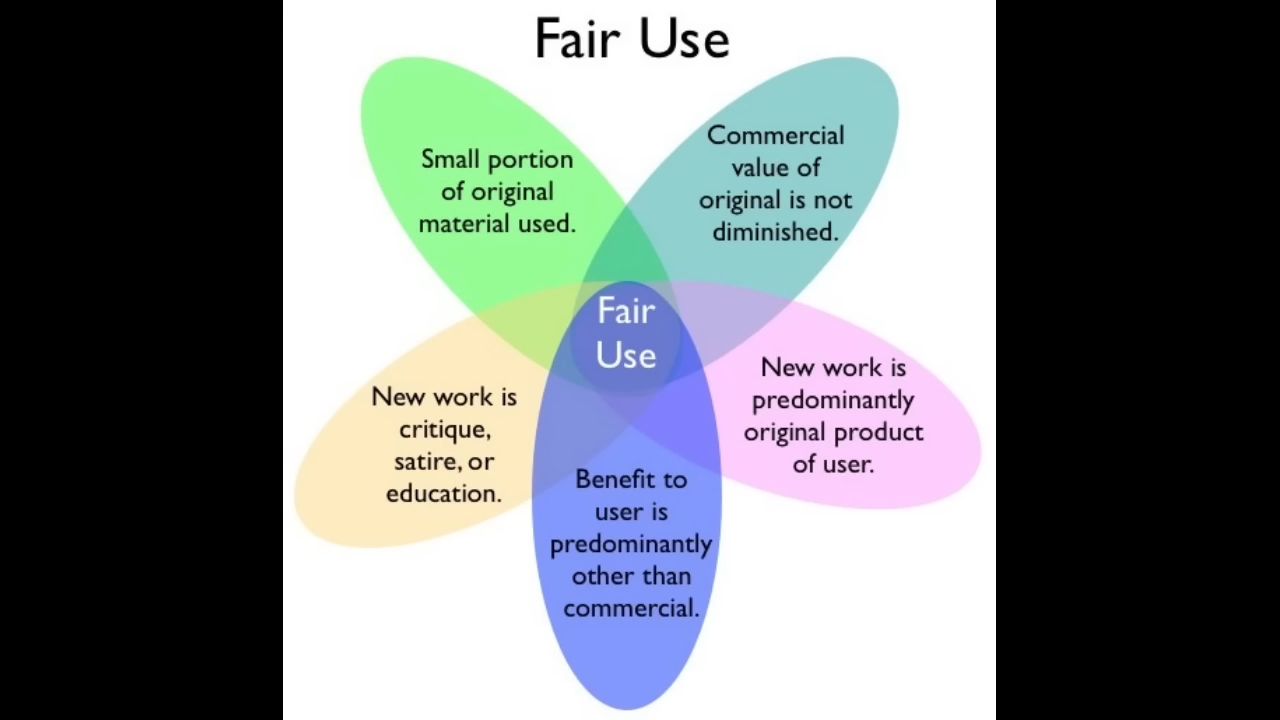 Fair Use
Small portion
of original
material used.
Commercial
value of
original is not
diminished.
Fair
Use
New work is
critique,
satire, or
education.
New work is
predominantly
original product
of user.
Benefit to
user is
predominantly
other than
commercial.